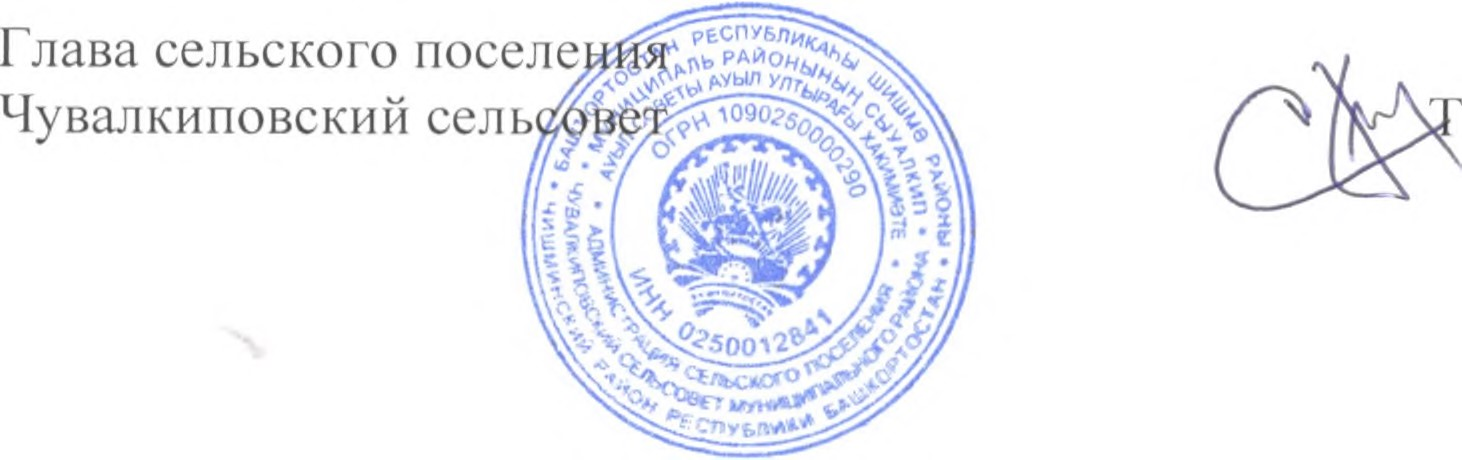 Глава сельского поселения
Чувалкиповский сельсовет
Т
БАШКОРТОСТАН РЕСПУБЛИКАҺЫ ШИШМӘ РАЙОНЫ
МУНИЦИПАЛЬ РАЙОНЫНЫҢ СЫУАЛКИП
АУЫЛ СОВЕТЫ АУЫЛ УЛТЫРАҒЫ ХАКИМИӘТЕ
ОГРН 1090250000290
ИНН 0250012841
АДМИНИСТРАЦИЯ СЕЛЬСКОГО ПОСЕЛЕНИЯ
ЧУВАЛКИПОВСКИЙ СЕЛЬСОВЕТ МУНИЦИПАЛЬНОГО РАЙОНА
ЧИШМИНСКИЙ РАЙОН РЕСПУБЛИКИ БАШКОРТОСТАН